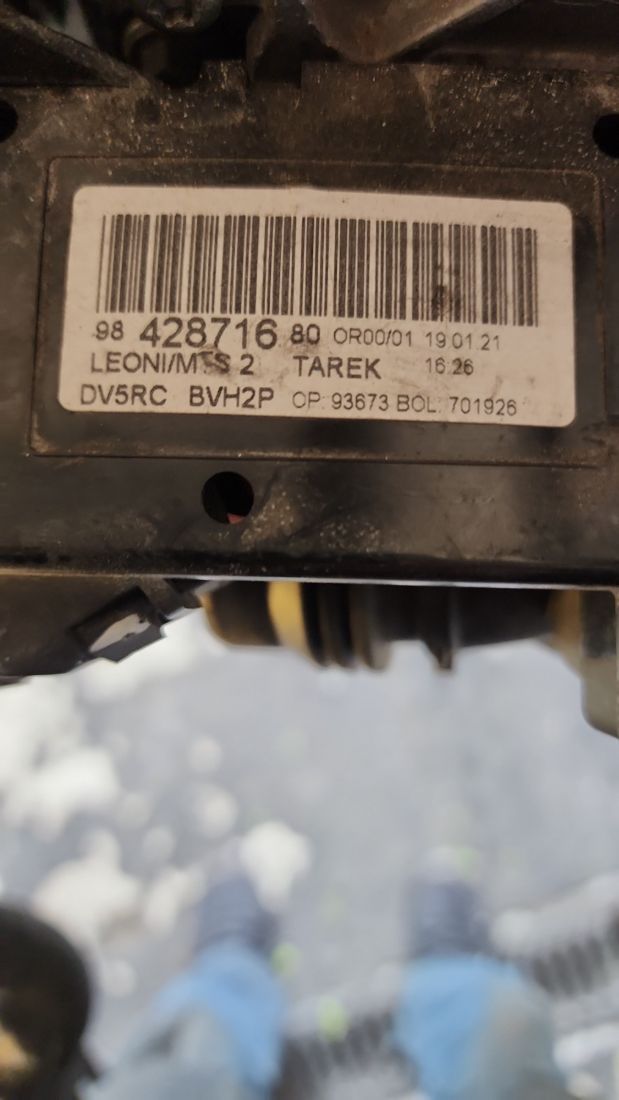 98 428716 80 OR00/01 19.01.21
LEONI/MTS 2 TAREK 16:26
DV5RC BVH2P OP: 93673 BOL: 701926